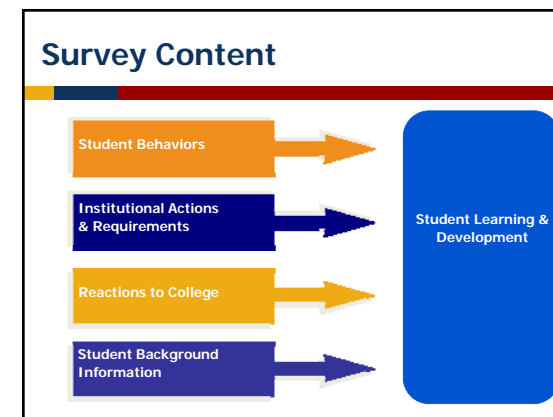 Survey Content
Student Behaviors
Institutional Actions
& Requirements
Reactions to College
Student Background
Information
Student Learning &
Development